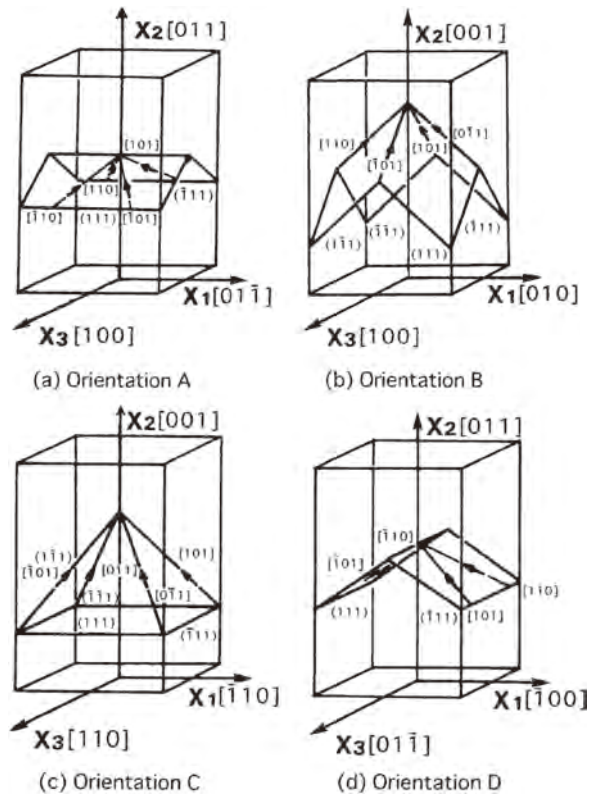 X2[011]
[101]
[110]
[1̄10]
(111)
[1̄01]
(1̄11)
X1[011̄]
X3[100]
(a) Orientation A
X2[001]
[01̄1]
[101]
[1̄01]
(11̄1)
(1̄1̄1)
(111)
(1̄11)
X1[010]
X3[100]
(b) Orientation B
X2[001]
(11̄1)
[1̄01]
[011]
[101]
(1̄1̄1)
[01̄1]
(111)
(1̄11)
X1[1̄10]
X3[110]
(c) Orientation C
X2[011]
[1̄10]
[1̄01]
(111)
(1̄11)
[101]
[110]
X1[1̄00]
X3[011̄]
(d) Orientation D